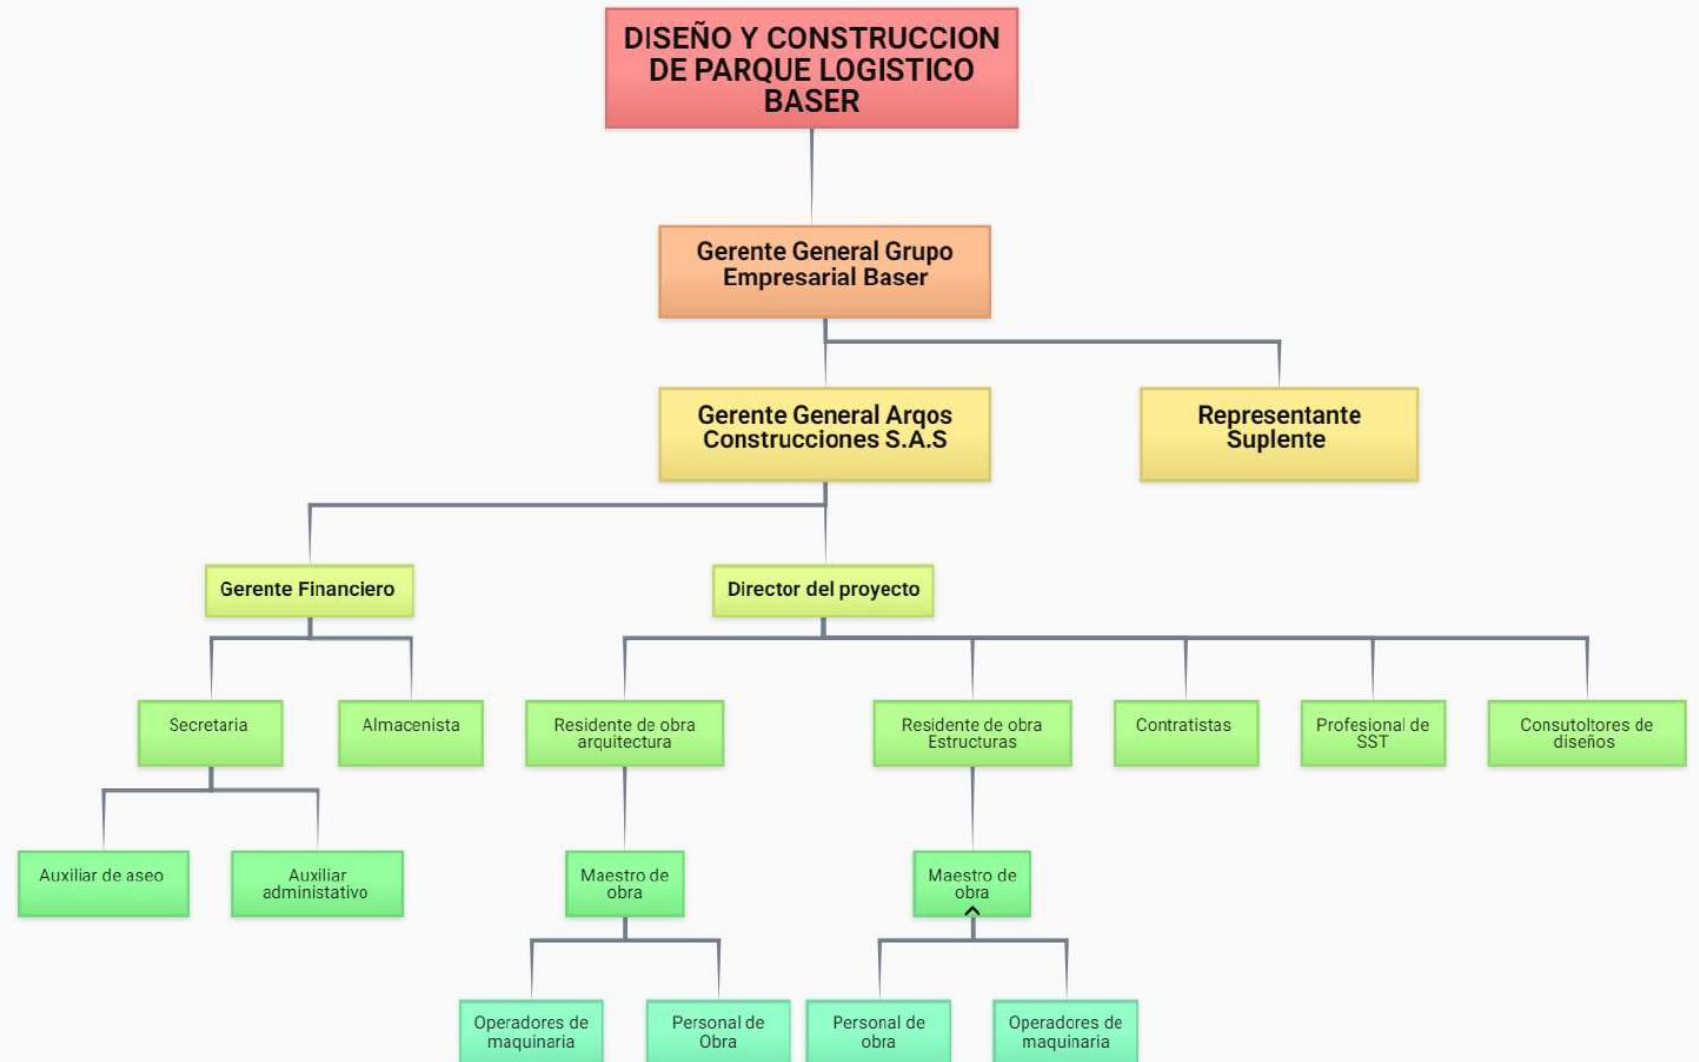 DISEÑO Y CONSTRUCCION
DE PARQUE LOGISTICO
BASER
Gerente General Grupo
Empresarial Baser
Gerente General Arqos
Construcciones S.A.S
Representante
Suplente
Gerente Financiero
Director del proyecto
Secretaria
Almacenista
Residente de obra
arquitectura
Residente de obra
Estructuras
Contratistas
Profesional de
SST
Consutoltores de
diseños
Auxiliar de aseo
Auxiliar
administativo
Maestro de
obra
Maestro de
obra
Operadores de
maquinaria
Personal de
Obra
Personal de
obra
Operadores de
maquinaria